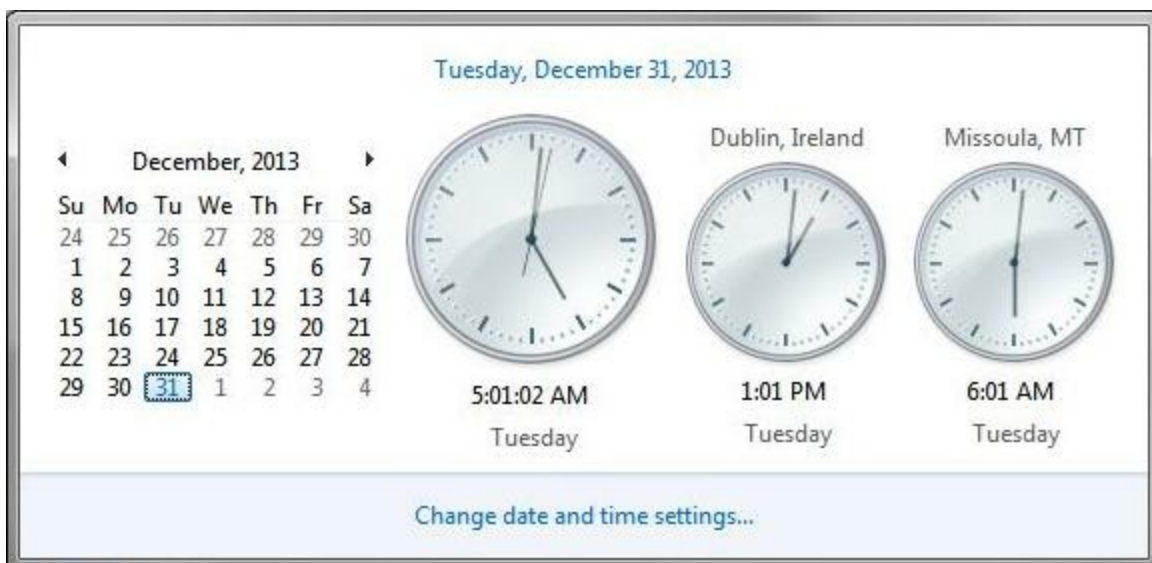 Tuesday, December 31, 2013
December, 2013
Su Mo Tu We Th Fr Sa
24 25 26 27 28 29 30
1 2 3 4 5 6 7
8 9 10 11 12 13 14
15 16 17 18 19 20 21
22 23 24 25 26 27 28
29 30 31 1 2 3 4
5:01:02 AM
Tuesday
Dublin, Ireland
1:01 PM
Tuesday
Missoula, MT
6:01 AM
Tuesday
Change date and time settings...